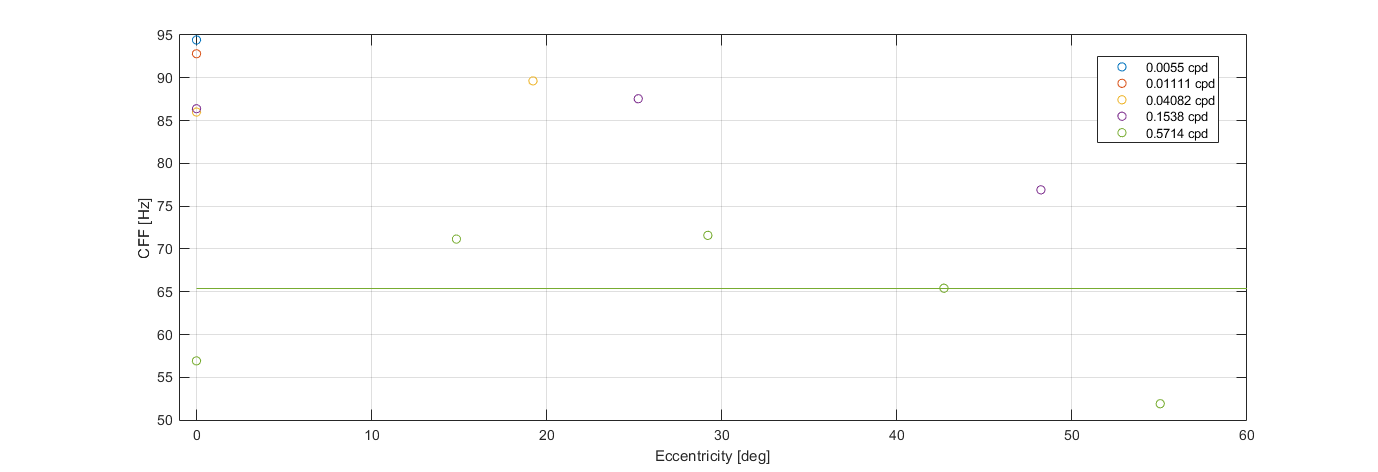 95
90
85
80
75
70
65
60
55
50
CFF [Hz]
0 10 20 30 40 50 60
Eccentricity [deg]
0.0055 cpd
0.01111 cpd
0.04082 cpd
0.1538 cpd
0.5714 cpd